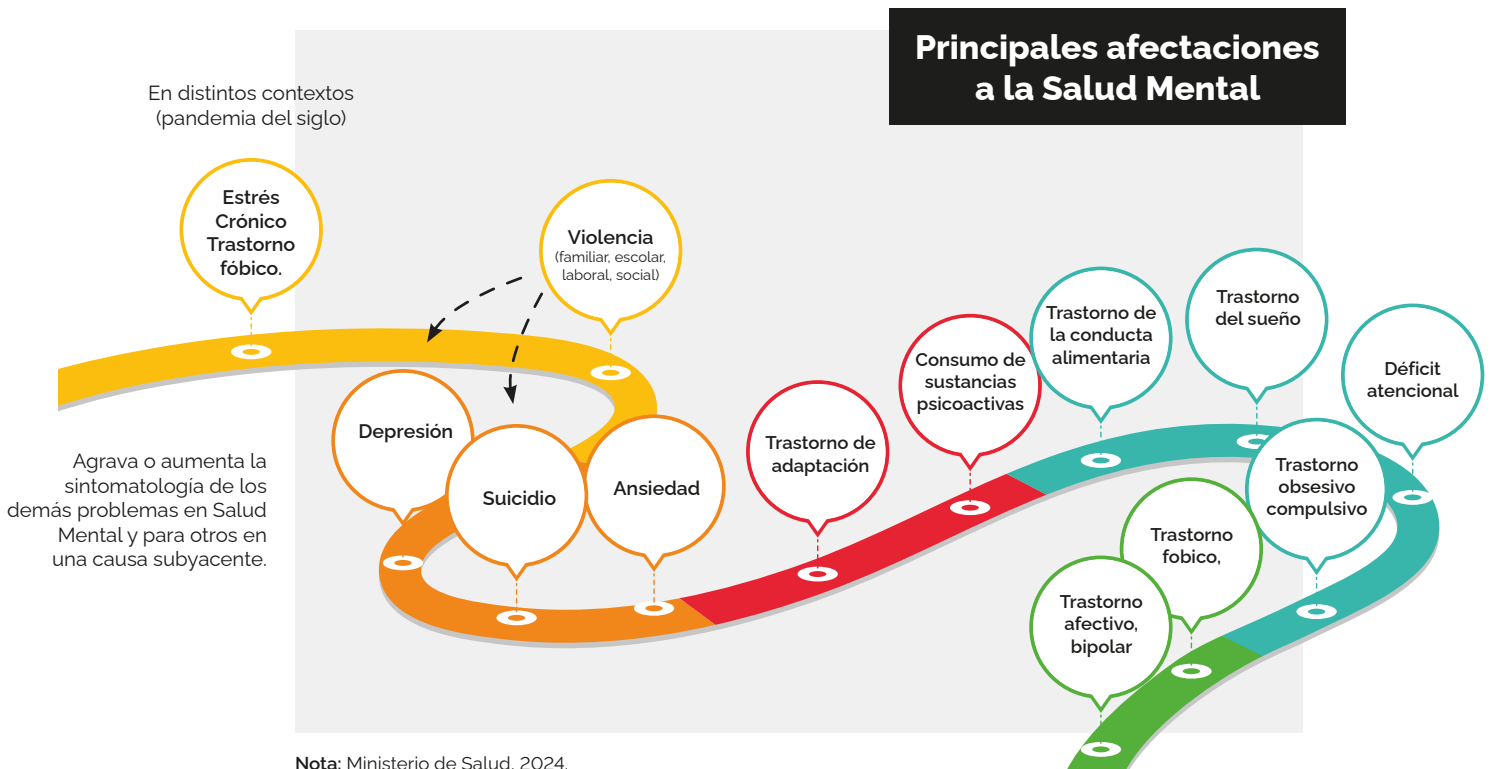 Principales afectaciones
a la Salud Mental
En distintos contextos
(pandemia del siglo)
Estrés
Crónico
Trastorno
fóbico.
Violencia
(familiar, escolar,
laboral, social)
Agrava o aumenta la
sintomatología de los
demás problemas en Salud
Mental y para otros en
una causa subyacente.
Depresión
Suicidio
Ansiedad
Trastorno de
adaptación
Consumo de
sustancias
psicoactivas
Trastorno de
la conducta
alimentaria
Trastorno
del sueño
Déficit
atencional
Trastorno
obsesivo
compulsivo
Trastorno
fobico,
Trastorno
afectivo,
bipolar
Nota: Ministerio de Salud, 2024.